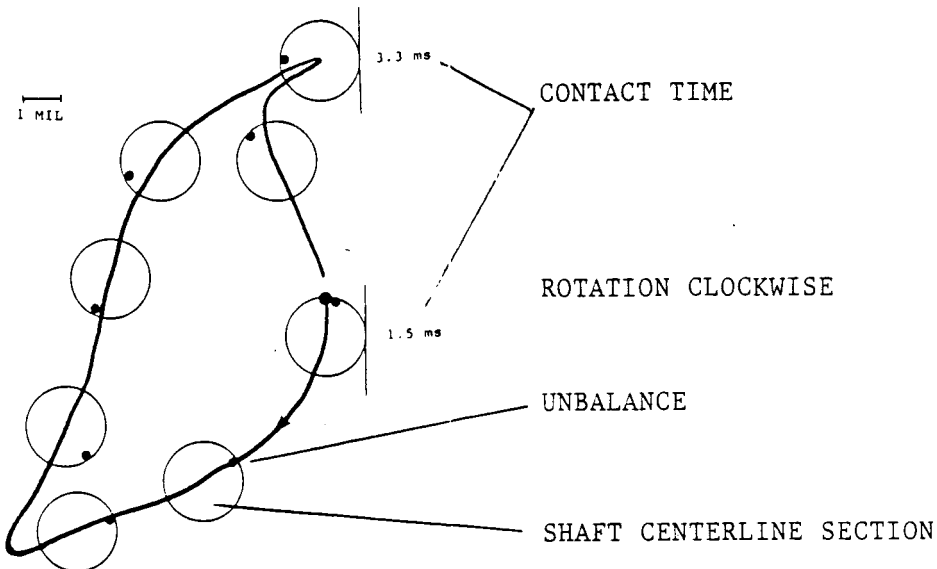 3.3 ms
1 MIL
CONTACT TIME
ROTATION CLOCKWISE
1.5 ms
UNBALANCE
SHAFT CENTERLINE SECTION